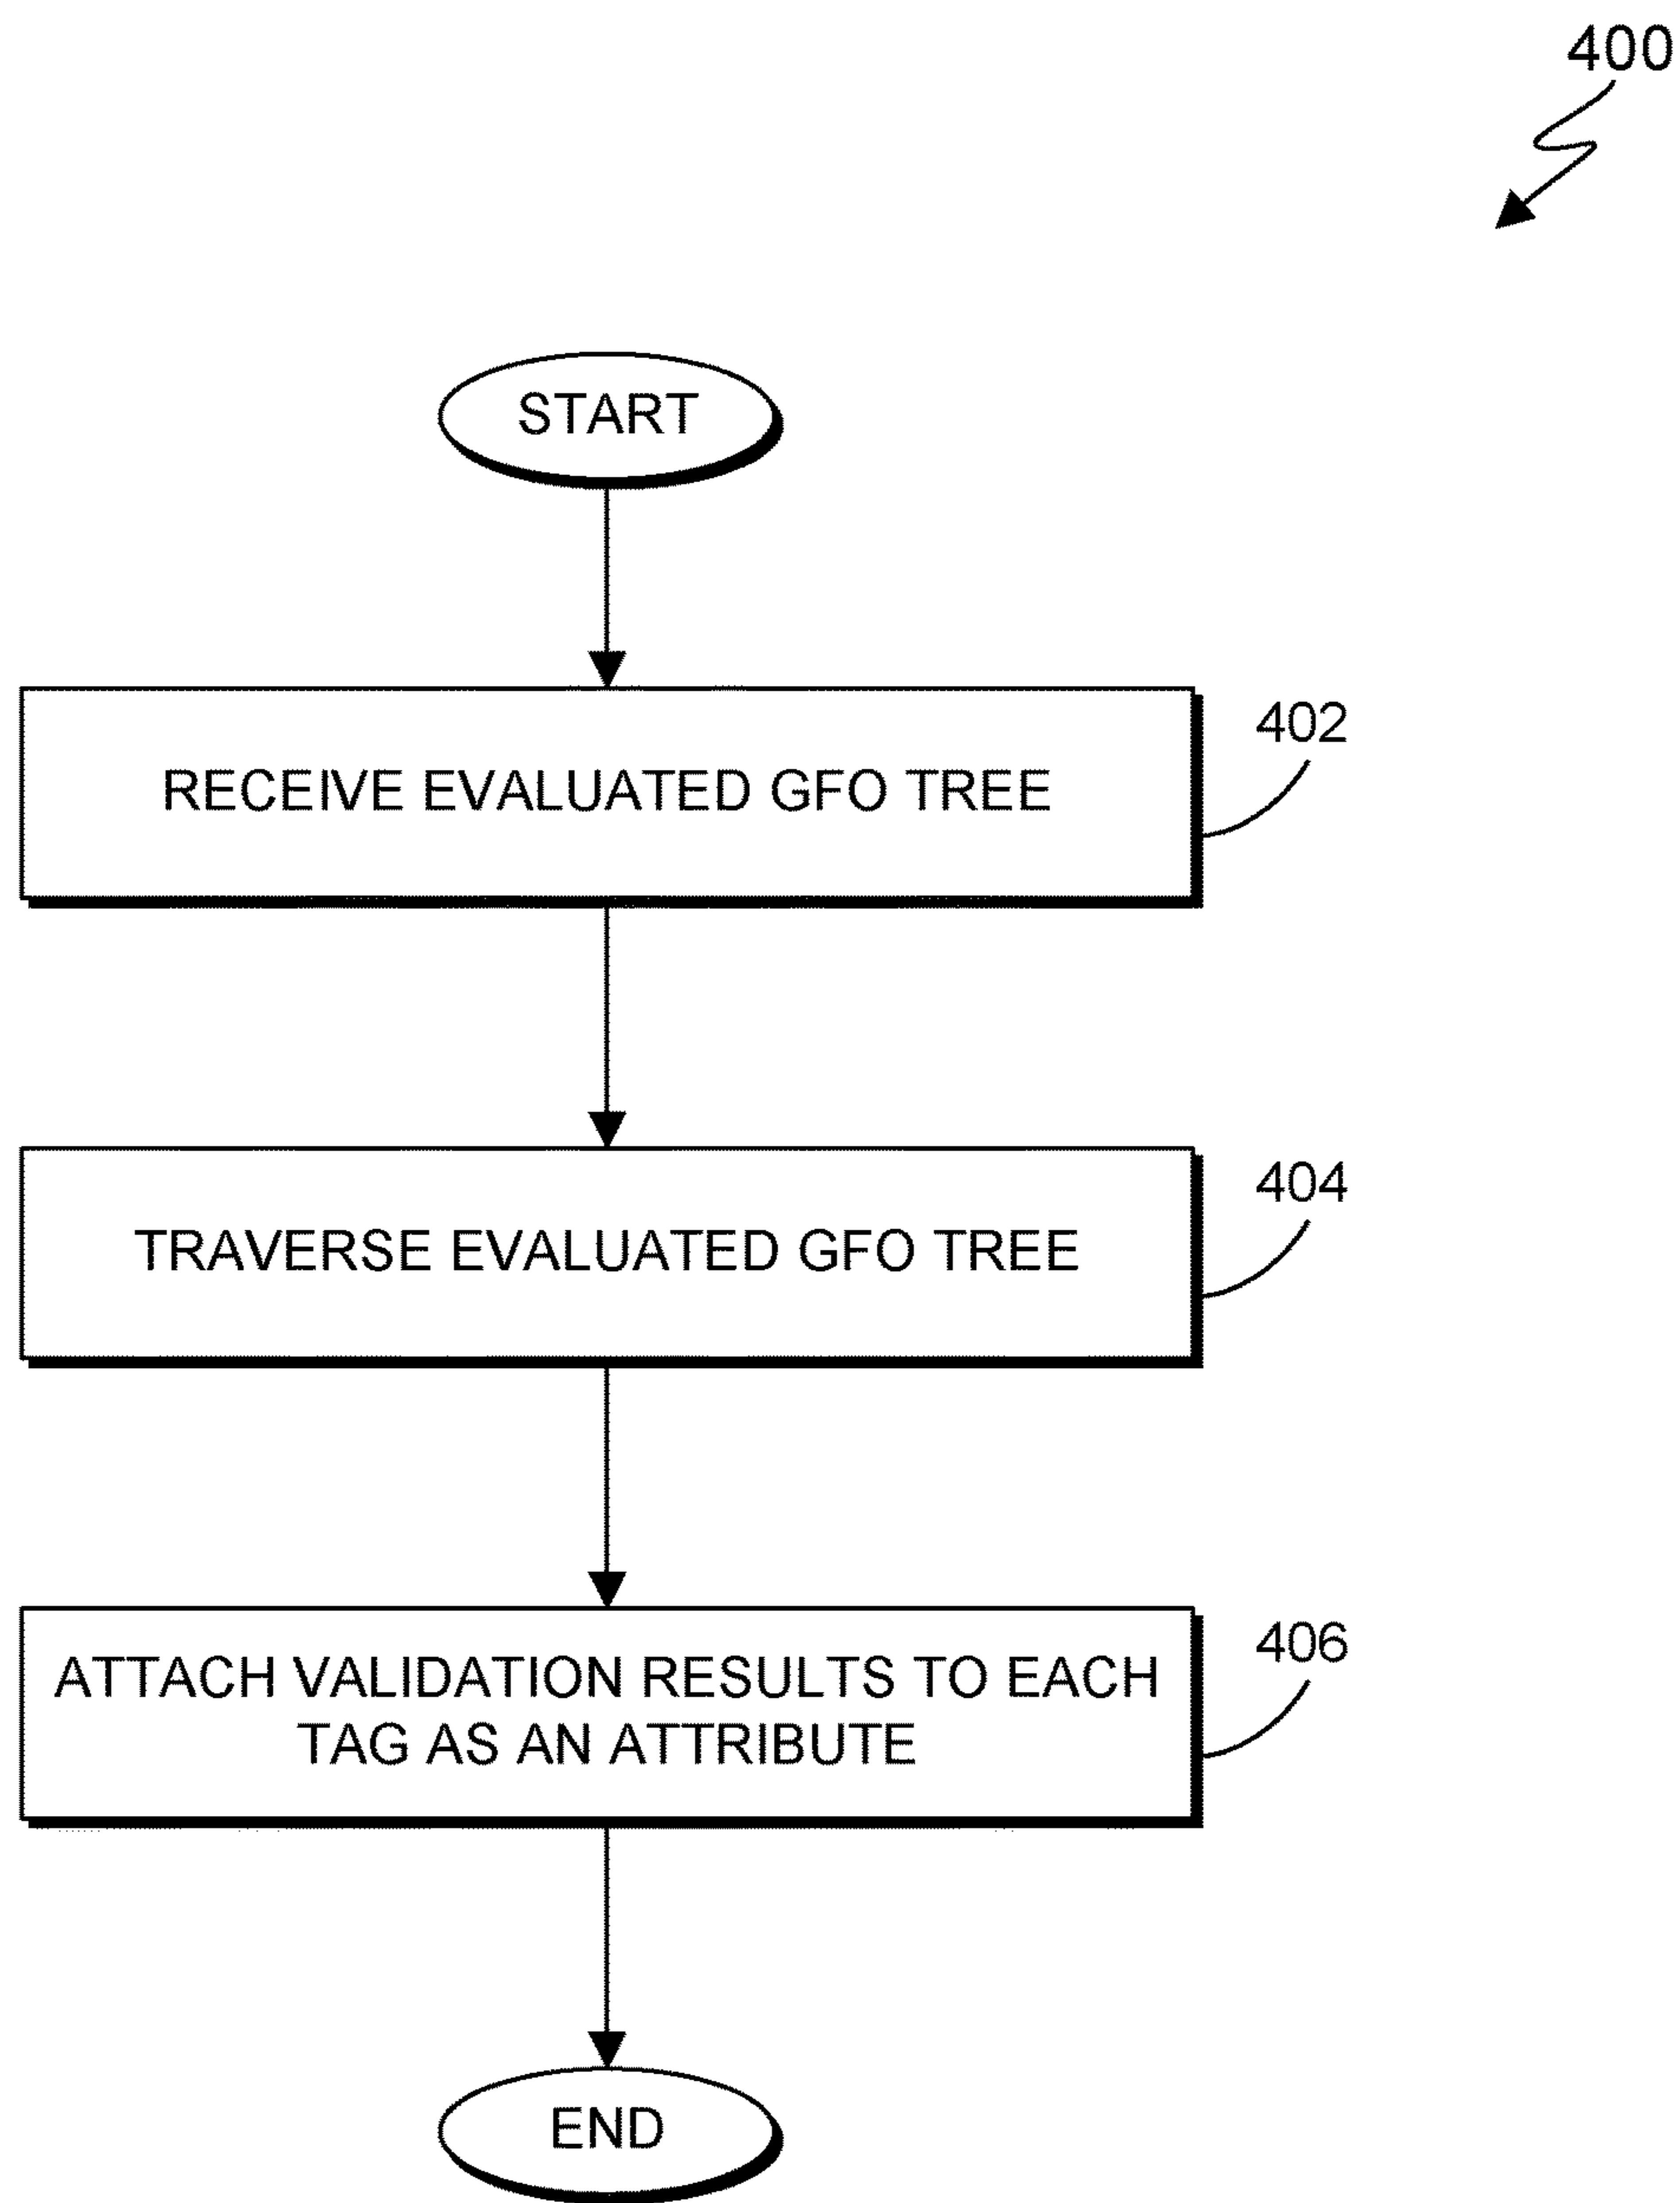 400
START
RECEIVE EVALUATED GFO TREE
402
TRAVERSE EVALUATED GFO TREE
404
ATTACH VALIDATION RESULTS TO EACH
TAG AS AN ATTRIBUTE
406
END